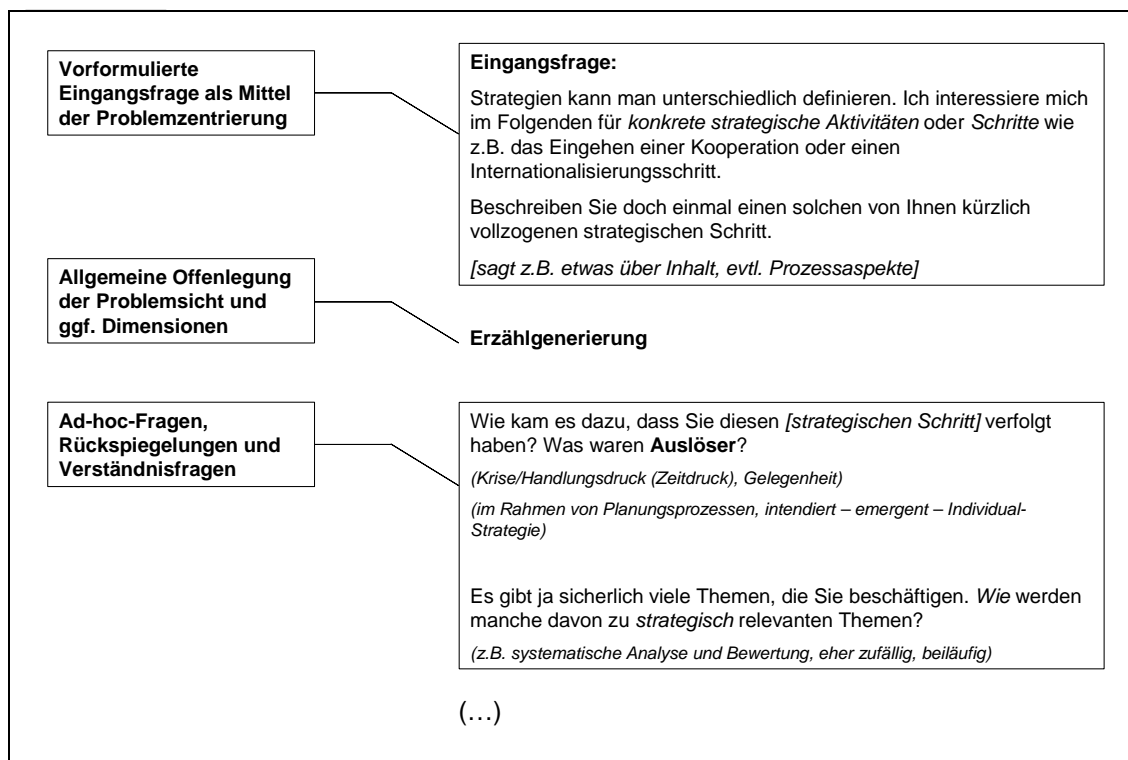 Vorformulierte
Eingangsfrage als Mittel
der Problemzentrierung
Eingangsfrage:
Strategien kann man unterschiedlich definieren. Ich interessiere mich
im Folgenden für konkrete strategische Aktivitäten oder Schritte wie
z.B. das Eingehen einer Kooperation oder einen
Internationalisierungsschritt.
Beschreiben Sie doch einmal einen solchen von Ihnen kürzlich
vollzogenen strategischen Schritt.
[sagt z.B. etwas über Inhalt, evtl. Prozessaspekte]
Allgemeine Offenlegung
der Problemsicht und
ggf. Dimensionen
Erzählgenerierung
Ad-hoc-Fragen,
Rückspiegelungen und
Verständnisfragen
Wie kam es dazu, dass Sie diesen [strategischen Schritt] verfolgt
haben? Was waren Auslöser?
(Krise/Handlungsdruck (Zeitdruck), Gelegenheit)
(im Rahmen von Planungsprozessen, intendiert – emergent – Individual-
Strategie)
Es gibt ja sicherlich viele Themen, die Sie beschäftigen. Wie werden
manche davon zu strategisch relevanten Themen?
(z.B. systematische Analyse und Bewertung, eher zufällig, beiläufig)
(…)